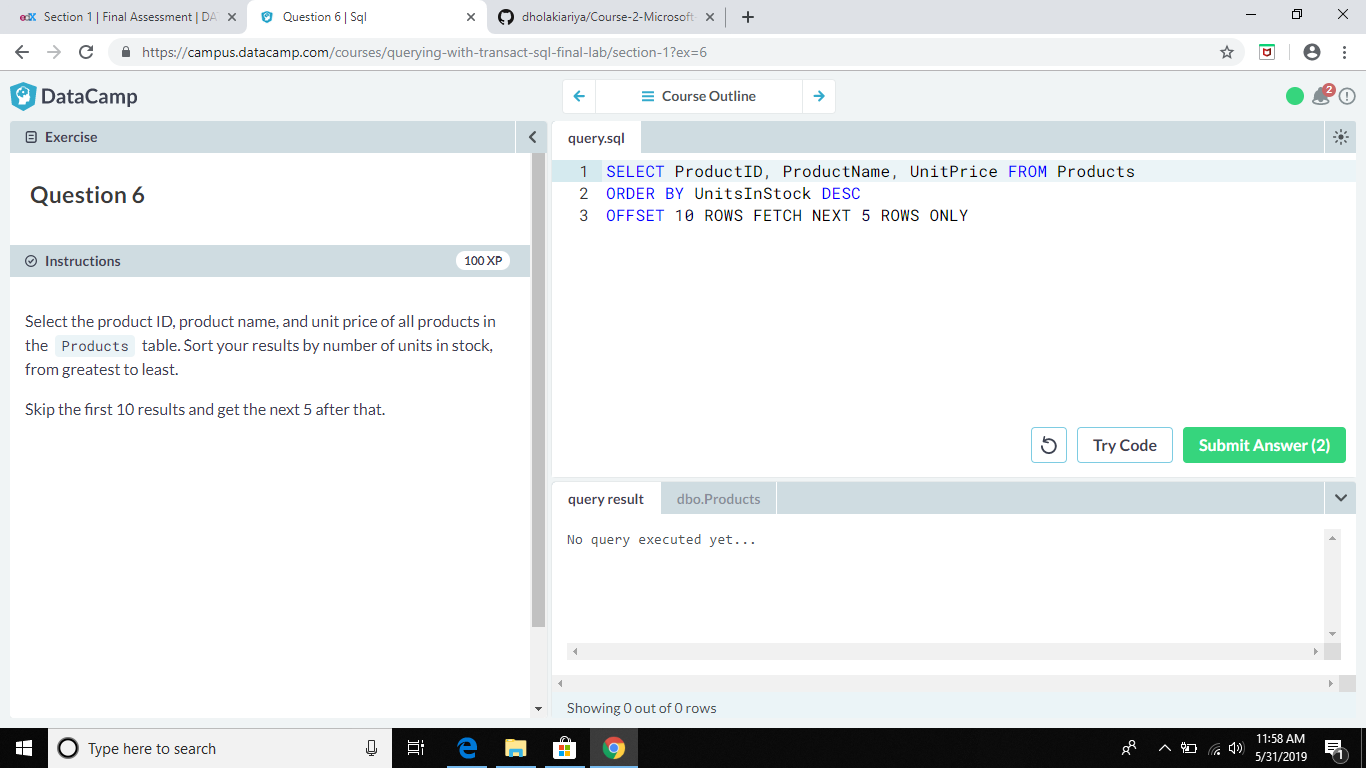 edX Section 1 | Final Assessment | DA
Question 6 | Sql
dholakiariya/Course-2-Microsoft-
https://campus.datacamp.com/courses/querying-with-transact-sql-final-lab/section-1?ex=6
DataCamp
Course Outline
2
Exercise
Question 6
Instructions
100 XP
Select the product ID, product name, and unit price of all products in
the Products table. Sort your results by number of units in stock,
from greatest to least.
Skip the first 10 results and get the next 5 after that.
query.sql
1 SELECT ProductID, ProductName, UnitPrice FROM Products
2 ORDER BY UnitsInStock DESC
3 OFFSET 10 ROWS FETCH NEXT 5 ROWS ONLY
Try Code
Submit Answer (2)
query result
dbo.Products
No query executed yet...
Showing 0 out of 0 rows
Type here to search
11:58 AM
5/31/2019
1